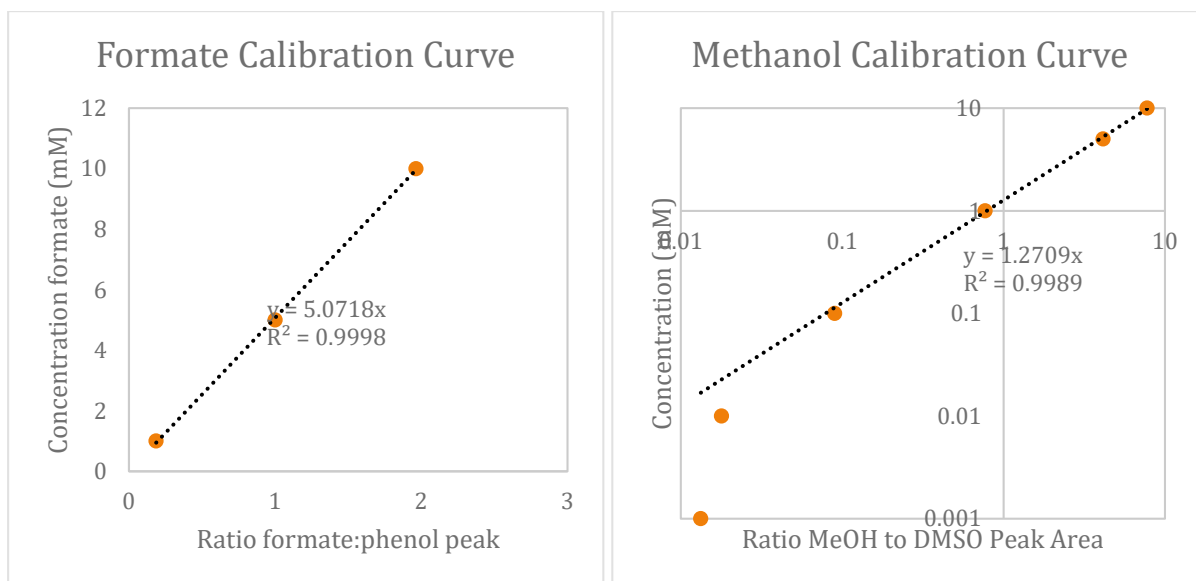 Formate Calibration Curve
Concentration formate (mM)
12
10
8
6
4
2
0
y = 5.0718x
R² = 0.9998
0 1 2 3
Ratio formate:phenol peak
Methanol Calibration Curve
Concentration (mM)
10
1
0.01 0.1 1 10
y = 1.2709x
R² = 0.9989
0.1
0.01
0.001
Ratio MeOH to DMSO Peak Area